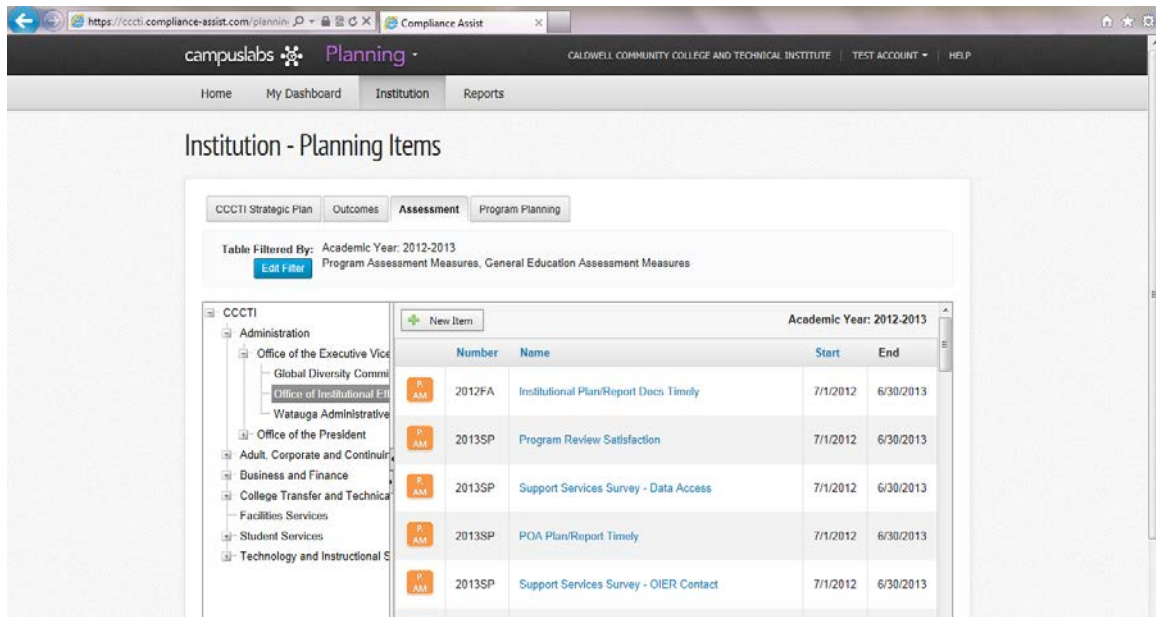 https://cccti.compliance-assist.com/plannin
Compliance Assist
campuslabs Planning
CALDWELL COMMUNITY COLLEGE AND TECHNICAL INSTITUTE TEST ACCOUNT HELP
Home My Dashboard Institution Reports
Institution - Planning Items
CCCTI Strategic Plan Outcomes Assessment Program Planning
Table Filtered By: Academic Year: 2012-2013
Edit Filter Program Assessment Measures, General Education Assessment Measures
CCCTI
Administration
Office of the Executive Vice
Global Diversity Commi
Office of Institutional Eff
Watauga Administrative
Office of the President
Adult, Corporate and Continuin
Business and Finance
College Transfer and Technica
Facilities Services
Student Services
Technology and Instructional S
New Item Academic Year: 2012-2013
Number Name Start End
P. AM 2012FA Institutional Plan/Report Docs Timely 7/1/2012 6/30/2013
P. AM 2013SP Program Review Satisfaction 7/1/2012 6/30/2013
P. AM 2013SP Support Services Survey - Data Access 7/1/2012 6/30/2013
P. AM 2013SP POA Plan/Report Timely 7/1/2012 6/30/2013
P. AM 2013SP Support Services Survey - OIER Contact 7/1/2012 6/30/2013